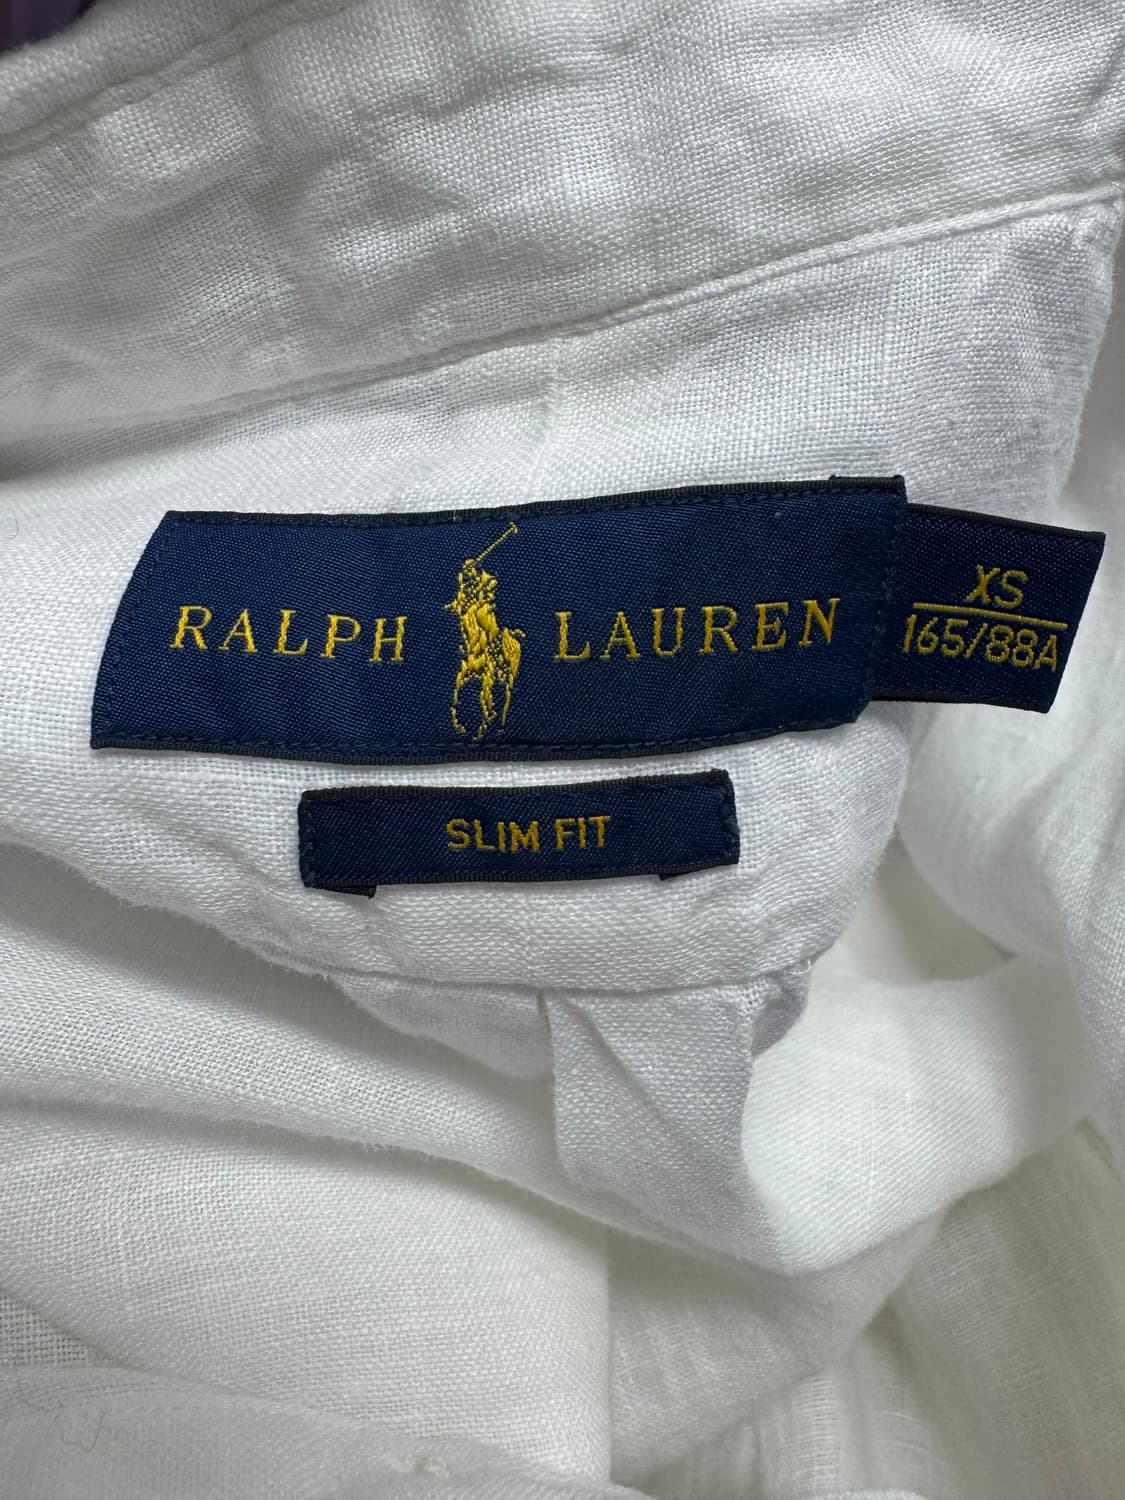 RALPH LAUREN
XS
165/88A
SLIM FIT